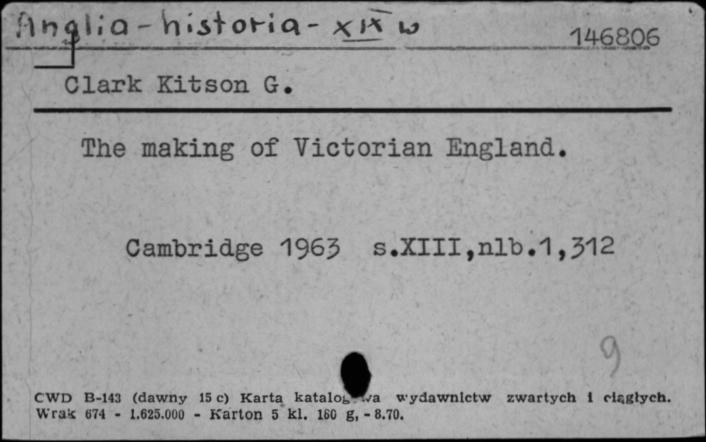 Anglia - historia - XIX w
146806
Clark Kitson G.
The making of Victorian England.
Cambridge 1963 s.XIII,nlb.1,312
9
CWD B-143 (dawny 15 c) Karta wydawnictw zwartych i ciągłych.
Wrak 674 - 1.625.000 - Karton 5 kl. 160 g, - 8.70.